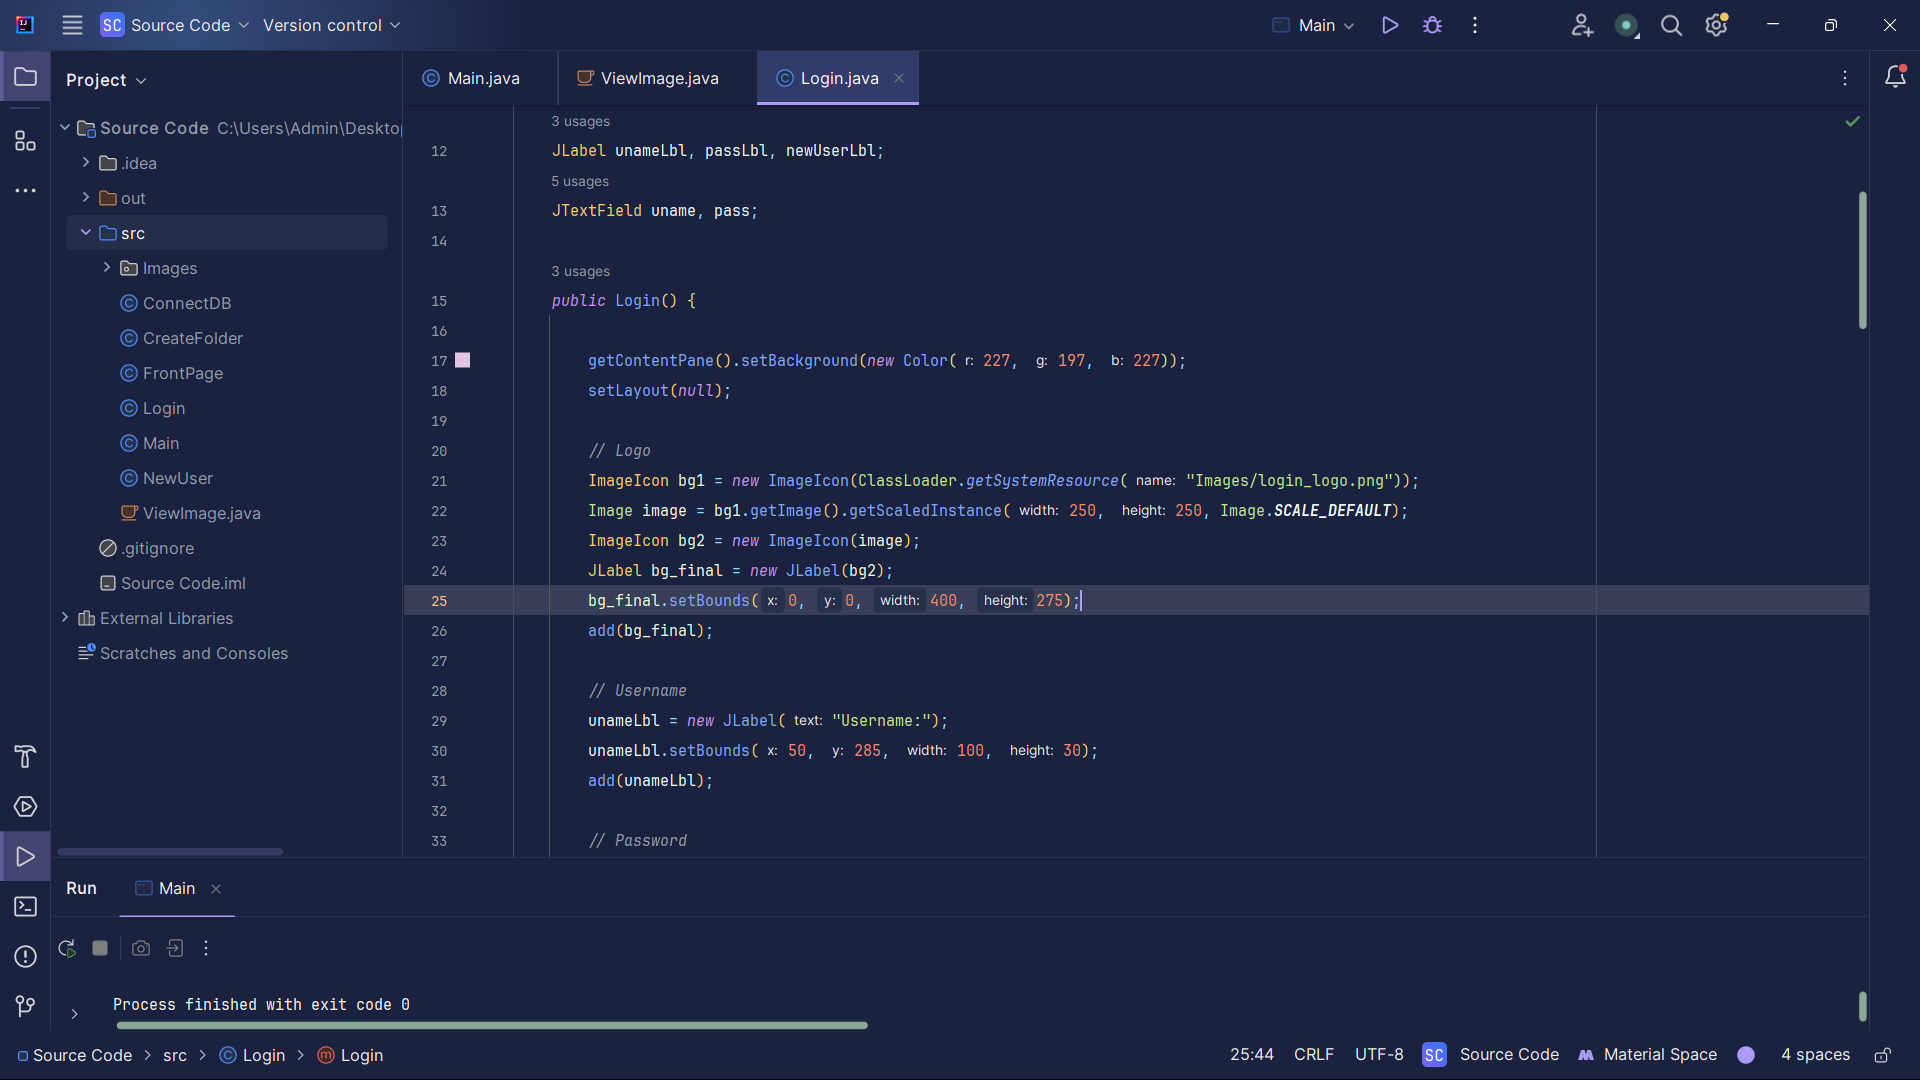 SC Source Code Version control Main
Project
Main.java ViewImage.java Login.java
Source Code C:\Users\Admin\Deskto
.idea
out
src
Images
ConnectDB
CreateFolder
FrontPage
Login
Main
NewUser
ViewImage.java
.gitignore
Source Code.iml
External Libraries
Scratches and Consoles
3 usages
12 JLabel unameLbl, passLbl, newUserLbl;
5 usages
13 JTextField uname, pass;
14
3 usages
15 public Login() {
16
17 getContentPane().setBackground(new Color( r: 227, g: 197, b: 227));
18 setLayout(null);
19
20 // Logo
21 ImageIcon bg1 = new ImageIcon(ClassLoader.getSystemResource( name: "Images/login_logo.png"));
22 Image image = bg1.getImage().getScaledInstance( width: 250, height: 250, Image.SCALE_DEFAULT);
23 ImageIcon bg2 = new ImageIcon(image);
24 JLabel bg_final = new JLabel(bg2);
25 bg_final.setBounds( x: 0, y: 0, width: 400, height: 275);
26 add(bg_final);
27
28 // Username
29 unameLbl = new JLabel( text: "Username:");
30 unameLbl.setBounds( x: 50, y: 285, width: 100, height: 30);
31 add(unameLbl);
32
33 // Password
Run Main
Process finished with exit code 0
Source Code > src > Login > m Login 25:44 CRLF UTF-8 SC Source Code Material Space 4 spaces